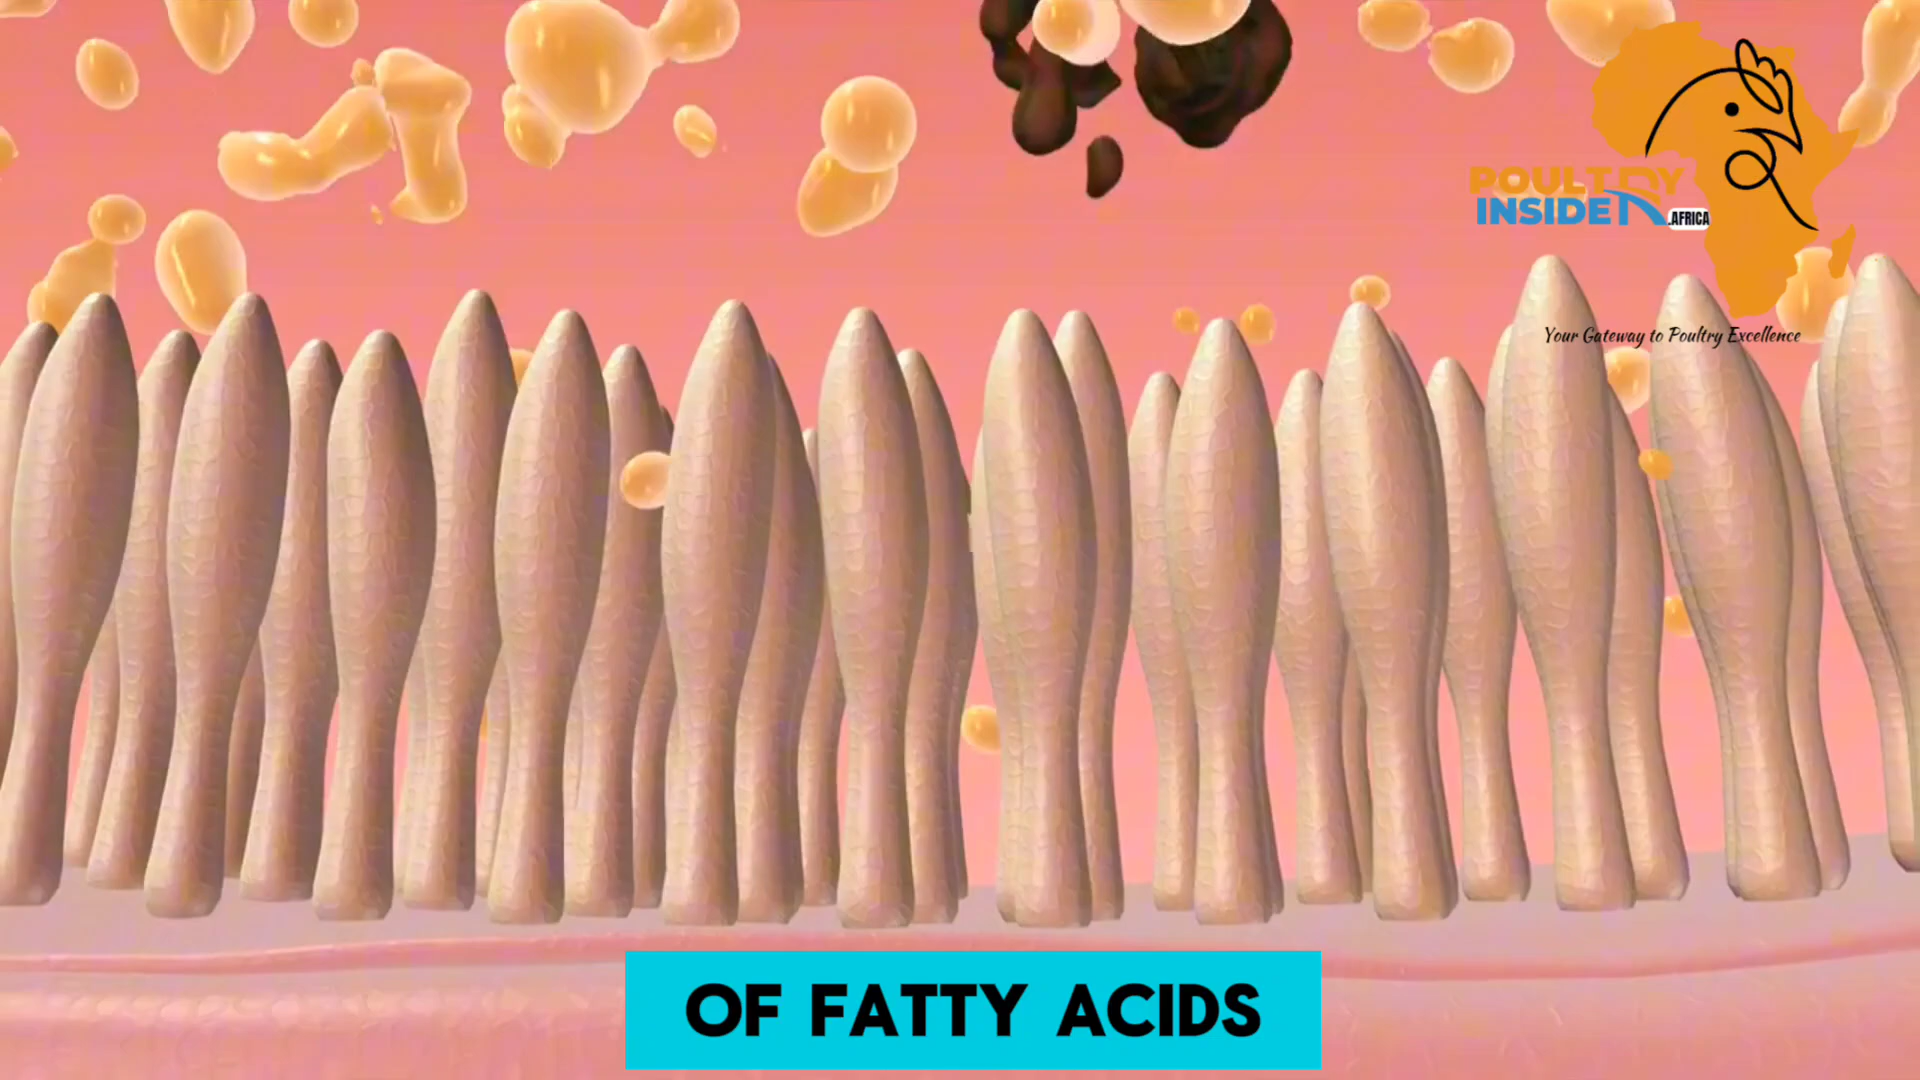 POULTRY
INSIDER
.AFRICA
Your Gateway to Poultry Excellence
OF FATTY ACIDS